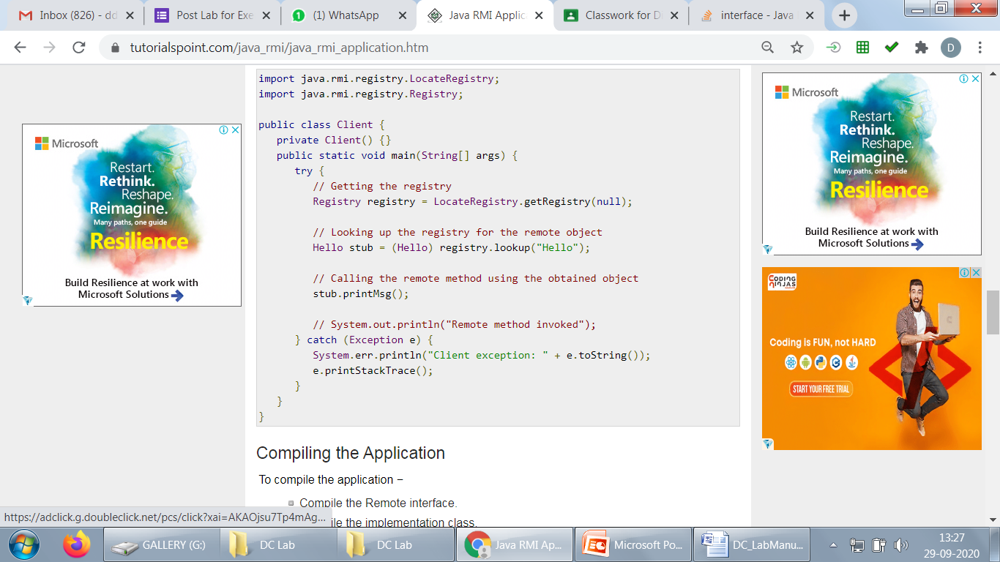 Inbox (826) - dd
Post Lab for Exe
(1) WhatsApp
Java RMI Applic
Classwork for D
interface - Java
tutorialspoint.com/java_rmi/java_rmi_application.htm
D
import java.rmi.registry.LocateRegistry;
import java.rmi.registry.Registry;
public class Client {
private Client() {}
public static void main(String[] args) {
try {
// Getting the registry
Registry registry = LocateRegistry.getRegistry(null);
// Looking up the registry for the remote object
Hello stub = (Hello) registry.lookup("Hello");
// Calling the remote method using the obtained object
stub.printMsg();
// System.out.println("Remote method invoked");
} catch (Exception e) {
System.err.println("Client exception: " + e.toString());
e.printStackTrace();
}
}
}
Compiling the Application
To compile the application −
Compile the Remote interface.
ile the implementation class.
Microsoft
Restart.
Rethink.
Reshape.
Reimagine.
Many paths, one guide
Resilience
Build Resilience at work with
Microsoft Solutions
Microsoft
Restart.
Rethink.
Reshape.
Reimagine.
Many paths, one guide
Resilience
Build Resilience at work with
Microsoft Solutions
CODING
NINJAS
Coding is FUN, not HARD
START YOUR FREE TRIAL
https://adclick.g.doubleclick.net/pcs/click?xai=AKAOjsu7Tp4mAg...
GALLERY (G:)
DC Lab
DC Lab
Java RMI Ap...
Microsoft Po...
DC_LabManu...
13:27
29-09-2020